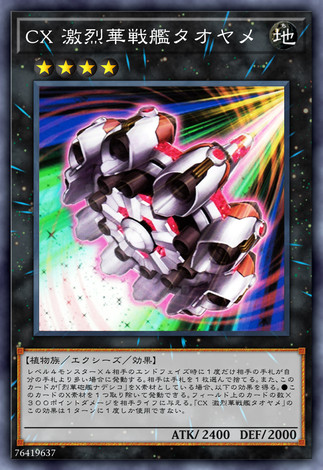 CX 激烈華戦艦タオヤメ
地
【植物族／エクシーズ／効果】
レベル4モンスター×4相手のエンドフェイズ時に1度だけ相手の手札が自
分の手札より多い場合に発動する。相手は手札を1枚選んで捨てる。また、この
カードが「烈華砲艦ナデシコ」をX素材としている場合、以下の効果を得る。●こ
のカードのX素材を1つ取り除いて発動できる。フィールド上のカードの数×
300ポイントダメージを相手ライフに与える。「CX 激烈華戦艦タオヤメ」の
この効果は1ターンに1度しか使用できない。
ATK/2400 DEF/2000
76419637